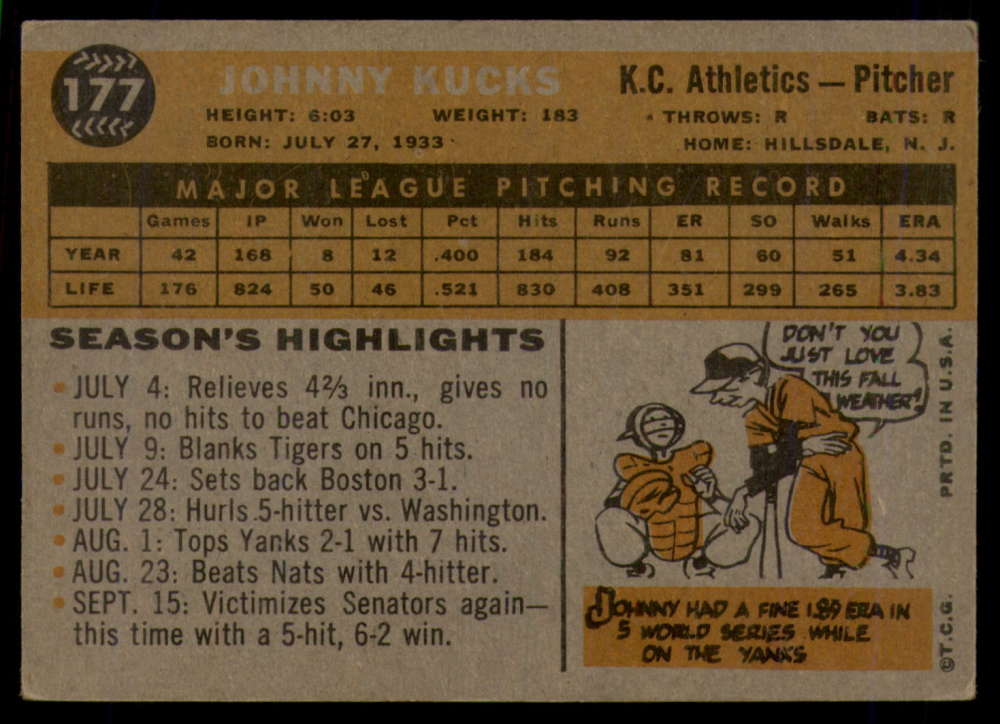 177
JOHNNY KUCKS
K.C. Athletics — Pitcher
HEIGHT: 6:03 WEIGHT: 183 THROWS: R BATS: R
BORN: JULY 27, 1933 HOME: HILLSDALE, N. J.
MAJOR LEAGUE PITCHING RECORD
Games IP Won Lost Pct Hits Runs ER SO Walks ERA
YEAR 42 168 8 12 .400 184 92 81 60 51 4.34
LIFE 176 824 50 46 .521 830 408 351 299 265 3.83
SEASON'S HIGHLIGHTS
• JULY 4: Relieves 4⅔ inn., gives no
runs, no hits to beat Chicago.
• JULY 9: Blanks Tigers on 5 hits.
• JULY 24: Sets back Boston 3-1.
• JULY 28: Hurls 5-hitter vs. Washington.
• AUG. 1: Tops Yanks 2-1 with 7 hits.
• AUG. 23: Beats Nats with 4-hitter.
• SEPT. 15: Victimizes Senators again—
this time with a 5-hit, 6-2 win.
DON'T YOU
JUST LOVE
THIS FALL
WEATHER!
JOHNNY HAD A FINE 1.89 ERA IN
5 WORLD SERIES WHILE
ON THE YANKS
©T.C.G. PRTD. IN U.S.A.